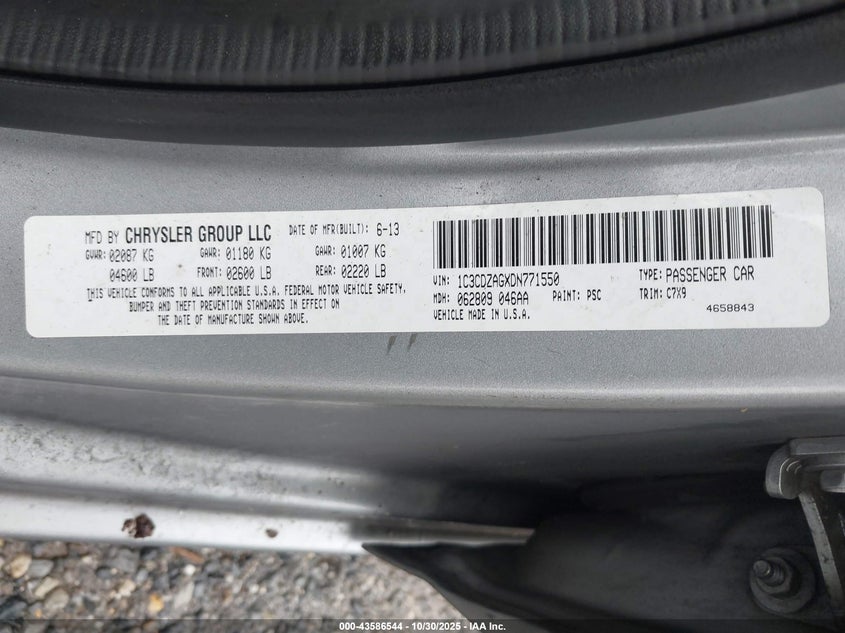 MFD BY CHRYSLER GROUP LLC DATE OF MFR(BUILT): 6-13
GVWR: 02087 KG GAWR: 01180 KG GAWR: 01007 KG
04600 LB FRONT: 02600 LB REAR: 02220 LB
THIS VEHICLE CONFORMS TO ALL APPLICABLE U.S.A. FEDERAL MOTOR VEHICLE SAFETY,
BUMPER AND THEFT PREVENTION STANDARDS IN EFFECT ON
THE DATE OF MANUFACTURE SHOWN ABOVE.
VIN: 1C3CDZAGXDN771550 TYPE: PASSENGER CAR
MDH: 062809 046AA PAINT: PSC TRIM: C7X9
VEHICLE MADE IN U.S.A. 4658843
000-43586544 | 10/30/2025 | IAA Inc.